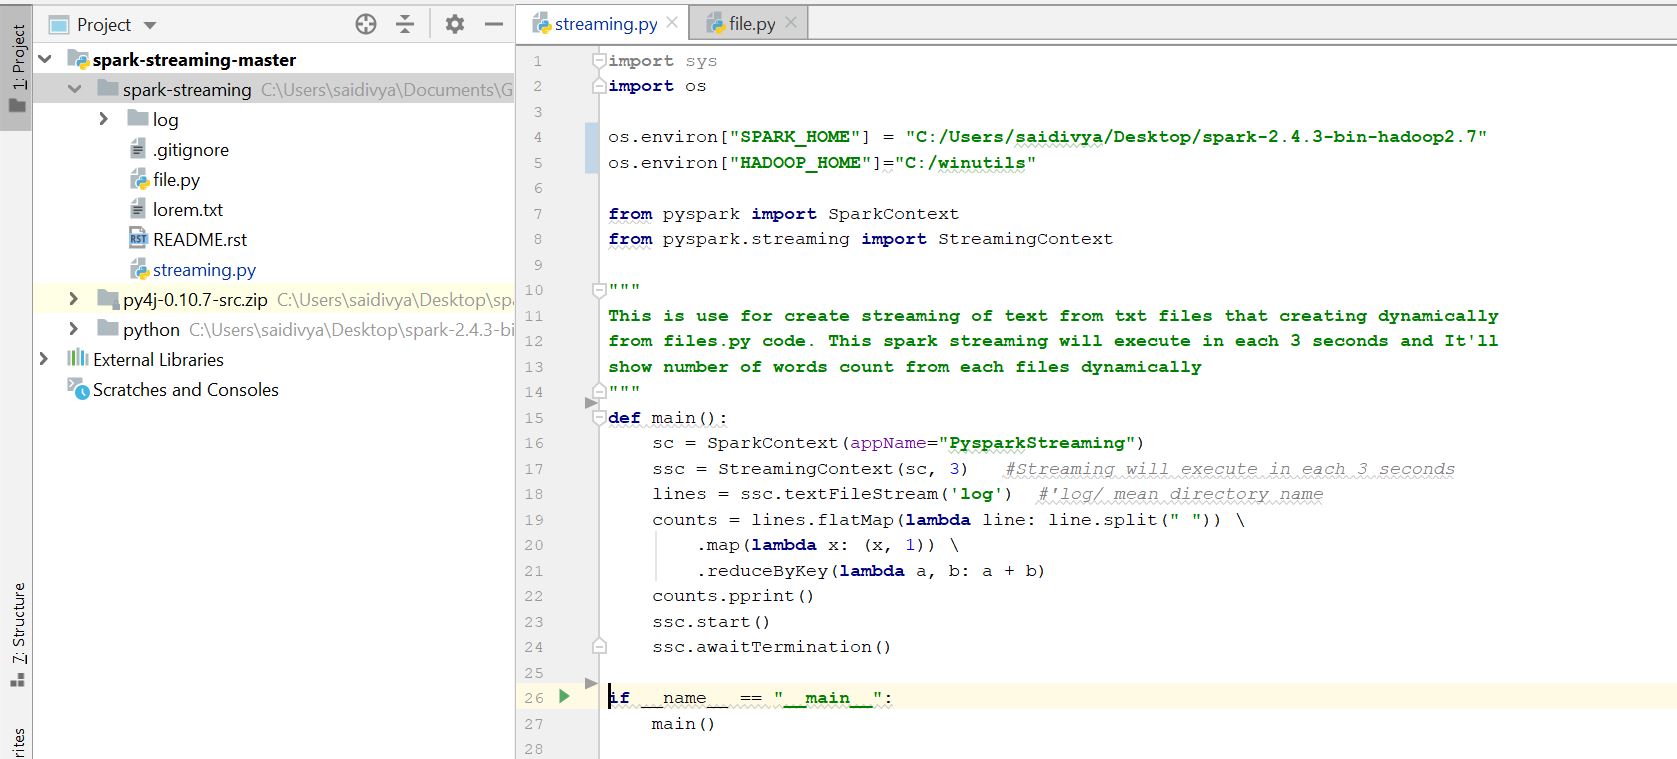 1: Project
7: Structure
rites
Project
spark-streaming-master
spark-streaming C:\Users\saidivya\Documents\G
log
.gitignore
file.py
lorem.txt
RST README.rst
streaming.py
py4j-0.10.7-src.zip C:\Users\saidivya\Desktop\spa
python C:\Users\saidivya\Desktop\spark-2.4.3-bi
External Libraries
Scratches and Consoles
streaming.py file.py
1 import sys
2 import os
3
4 os.environ["SPARK_HOME"] = "C:/Users/saidivya/Desktop/spark-2.4.3-bin-hadoop2.7"
5 os.environ["HADOOP_HOME"]="C:/winutils"
6
7 from pyspark import SparkContext
8 from pyspark.streaming import StreamingContext
9
10 """
11 This is use for create streaming of text from txt files that creating dynamically
12 from files.py code. This spark streaming will execute in each 3 seconds and It'll
13 show number of words count from each files dynamically
14 """
15 def main():
16     sc = SparkContext(appName="PysparkStreaming")
17     ssc = StreamingContext(sc, 3)   #Streaming will execute in each 3 seconds
18     lines = ssc.textFileStream('log')  #'log/ mean directory name
19     counts = lines.flatMap(lambda line: line.split(" ")) \
20         .map(lambda x: (x, 1)) \
21         .reduceByKey(lambda a, b: a + b)
22     counts.pprint()
23     ssc.start()
24     ssc.awaitTermination()
25
26 if __name__ == "__main__":
27     main()
28